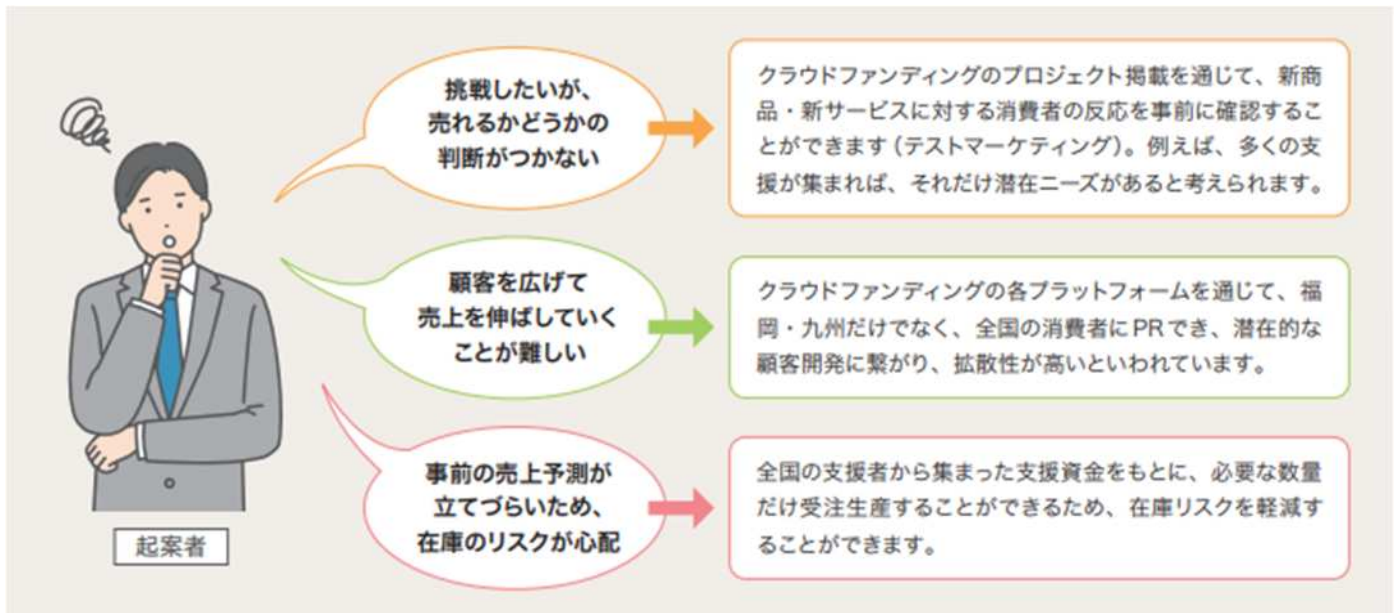 挑戦したいが、
売れるかどうかの
判断がつかない
クラウドファンディングのプロジェクト掲載を通じて、新商
品・新サービスに対する消費者の反応を事前に確認するこ
とができます（テストマーケティング）。例えば、多くの支
援が集まれば、それだけ潜在ニーズがあると考えられます。
顧客を広げて
売上を伸ばしていく
ことが難しい
クラウドファンディングの各プラットフォームを通じて、福
岡・九州だけでなく、全国の消費者にPRでき、潜在的な
顧客開発に繋がり、拡散性が高いといわれています。
事前の売上予測が
立てづらいため、
在庫のリスクが心配
全国の支援者から集まった支援資金をもとに、必要な数量
だけ受注生産することができるため、在庫リスクを軽減す
ることができます。
起案者